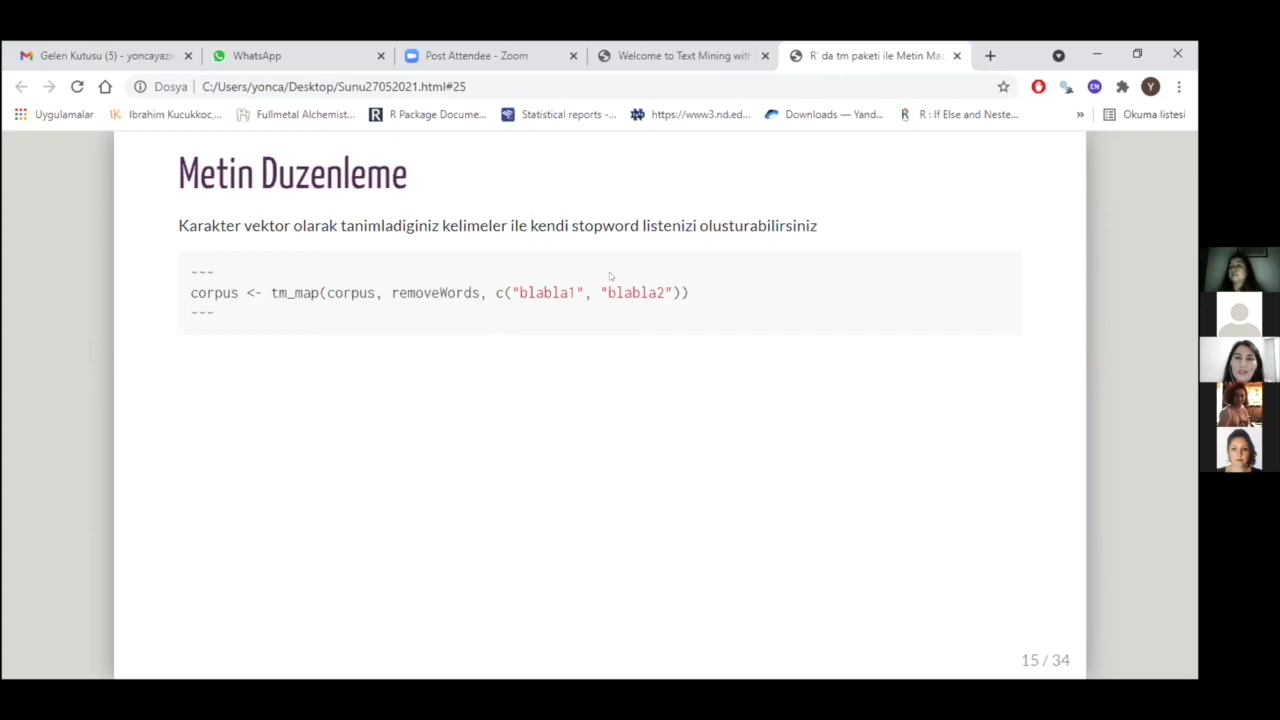 Gelen Kutusu (5) - yoncayazi
WhatsApp
Post Attendee - Zoom
Welcome to Text Mining with
R' da tm paketi ile Metin Mac
Dosya
C:/Users/yonca/Desktop/Sunu27052021.html#25
EN
Y
Uygulamalar
Ibrahim Kucukkoc,...
Fullmetal Alchemist...
R Package Docume...
Statistical reports -...
https://www3.nd.ed...
Downloads — Yand...
R : If Else and Neste...
»
Okuma listesi
Metin Duzenleme
Karakter vektor olarak tanimladiginiz kelimeler ile kendi stopword listenizi olusturabilirsiniz
---
corpus <- tm_map(corpus, removeWords, c("blabla1", "blabla2"))
---
15 / 34